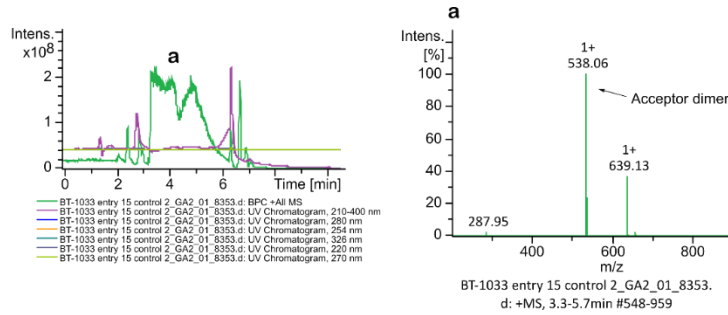 a
Intens.
x10⁸
2
1
0
0
2
4
6
8
Time [min]
BT-1033 entry 15 control 2_GA2_01_8353.d: BPC +All MS
BT-1033 entry 15 control 2_GA2_01_8353.d: UV Chromatogram, 210-400 nm
BT-1033 entry 15 control 2_GA2_01_8353.d: UV Chromatogram, 280 nm
BT-1033 entry 15 control 2_GA2_01_8353.d: UV Chromatogram, 254 nm
BT-1033 entry 15 control 2_GA2_01_8353.d: UV Chromatogram, 326 nm
BT-1033 entry 15 control 2_GA2_01_8353.d: UV Chromatogram, 220 nm
BT-1033 entry 15 control 2_GA2_01_8353.d: UV Chromatogram, 270 nm
a
Intens.
[%]
1+
538.06
Acceptor dimer
100
80
60
40
20
0
1+
639.13
287.95
400
600
800
m/z
BT-1033 entry 15 control 2_GA2_01_8353.
d: +MS, 3.3-5.7min #548-959